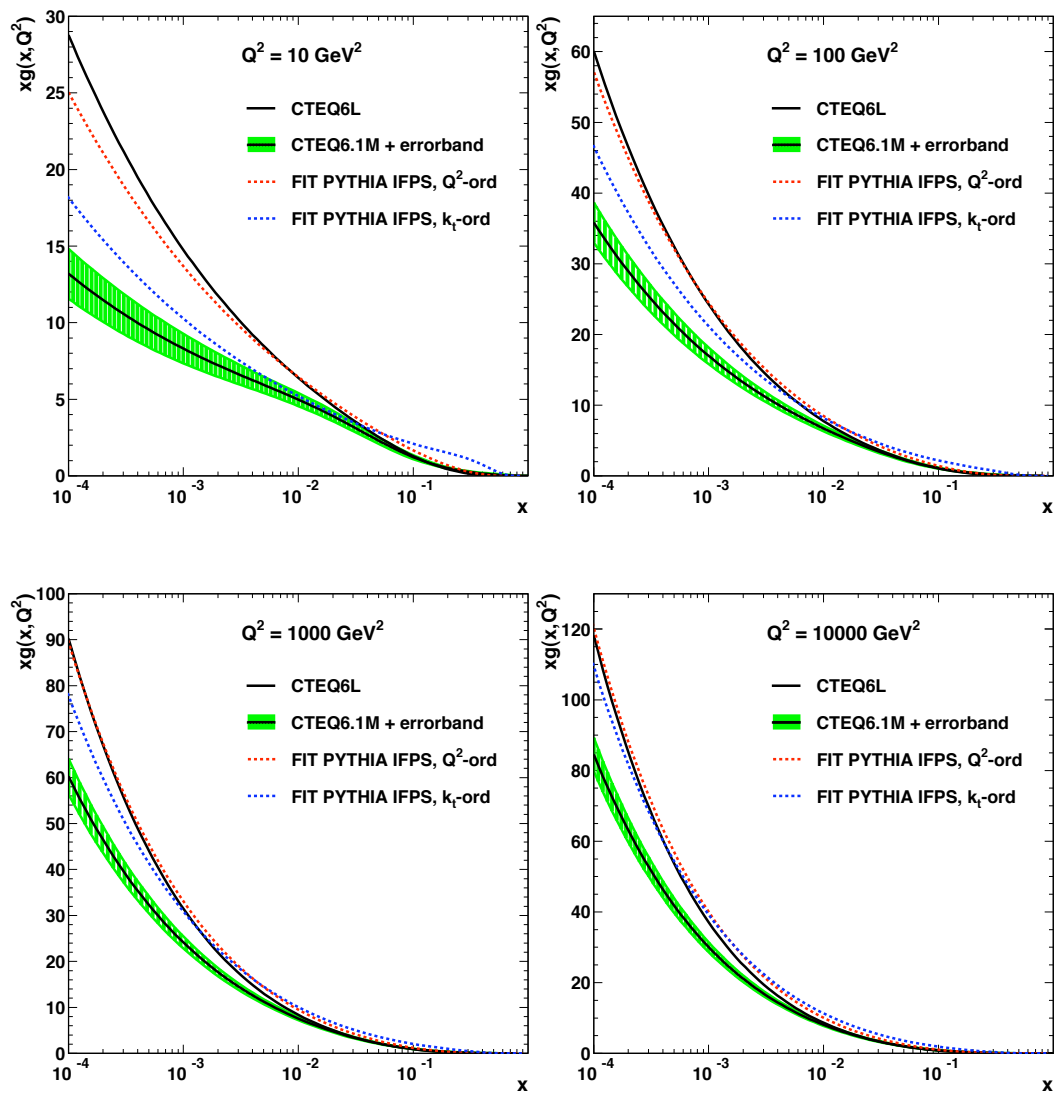 xg(x,Q²)
Q² = 10 GeV²
CTEQ6L
CTEQ6.1M + errorband
FIT PYTHIA IFPS, Q²-ord
FIT PYTHIA IFPS, kₜ-ord
30
25
20
15
10
5
0
10⁻⁴
10⁻³
10⁻²
10⁻¹
x
xg(x,Q²)
Q² = 100 GeV²
CTEQ6L
CTEQ6.1M + errorband
FIT PYTHIA IFPS, Q²-ord
FIT PYTHIA IFPS, kₜ-ord
60
50
40
30
20
10
0
10⁻⁴
10⁻³
10⁻²
10⁻¹
x
xg(x,Q²)
Q² = 1000 GeV²
CTEQ6L
CTEQ6.1M + errorband
FIT PYTHIA IFPS, Q²-ord
FIT PYTHIA IFPS, kₜ-ord
100
90
80
70
60
50
40
30
20
10
0
10⁻⁴
10⁻³
10⁻²
10⁻¹
x
xg(x,Q²)
Q² = 10000 GeV²
CTEQ6L
CTEQ6.1M + errorband
FIT PYTHIA IFPS, Q²-ord
FIT PYTHIA IFPS, kₜ-ord
120
100
80
60
40
20
0
10⁻⁴
10⁻³
10⁻²
10⁻¹
x